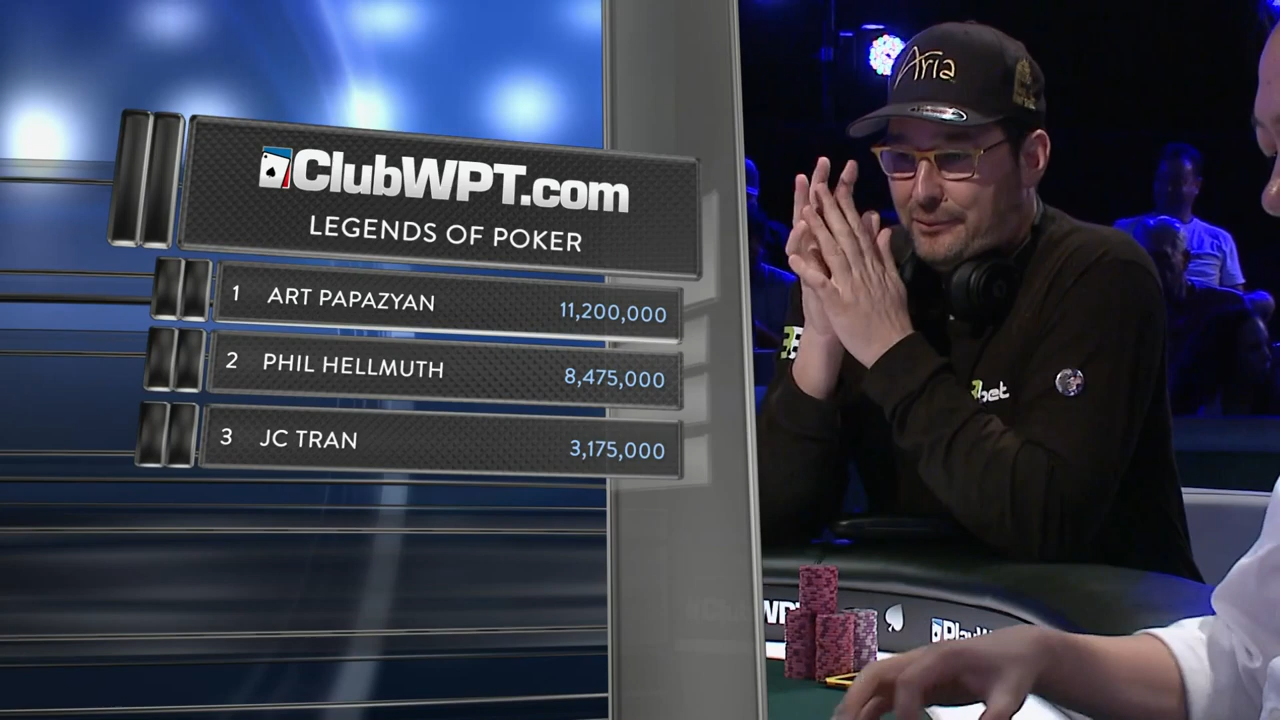 ClubWPT.com
LEGENDS OF POKER
1 ART PAPAZYAN 11,200,000
2 PHIL HELLMUTH 8,475,000
3 JC TRAN 3,175,000
Aria
bet